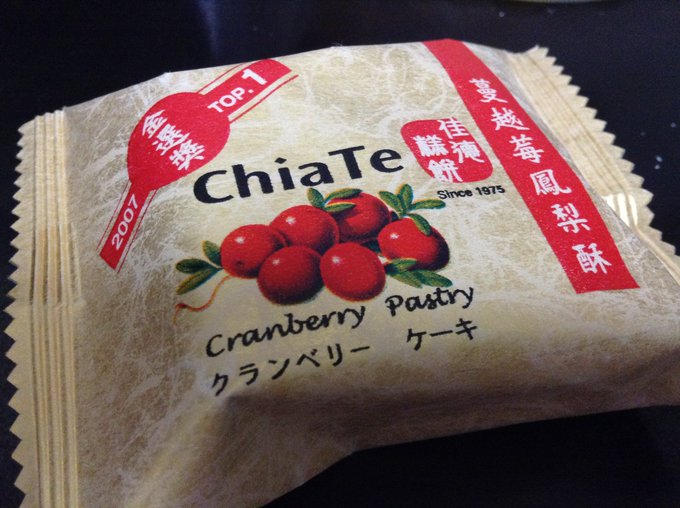 金選獎
TOP.1
2007
ChiaTe
佳德
糕餅
Since 1975
蔓越莓鳳梨酥
Cranberry Pastry
クランベリー ケーキ